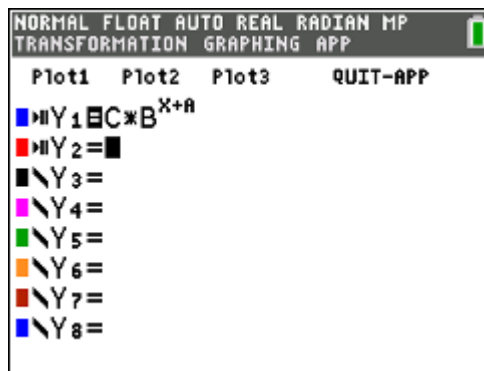 NORMAL FLOAT AUTO REAL RADIAN MP
TRANSFORMATION GRAPHING APP
Plot1 Plot2 Plot3 QUIT-APP
Y1=C*B^X+A
Y2=
Y3=
Y4=
Y5=
Y6=
Y7=
Y8=